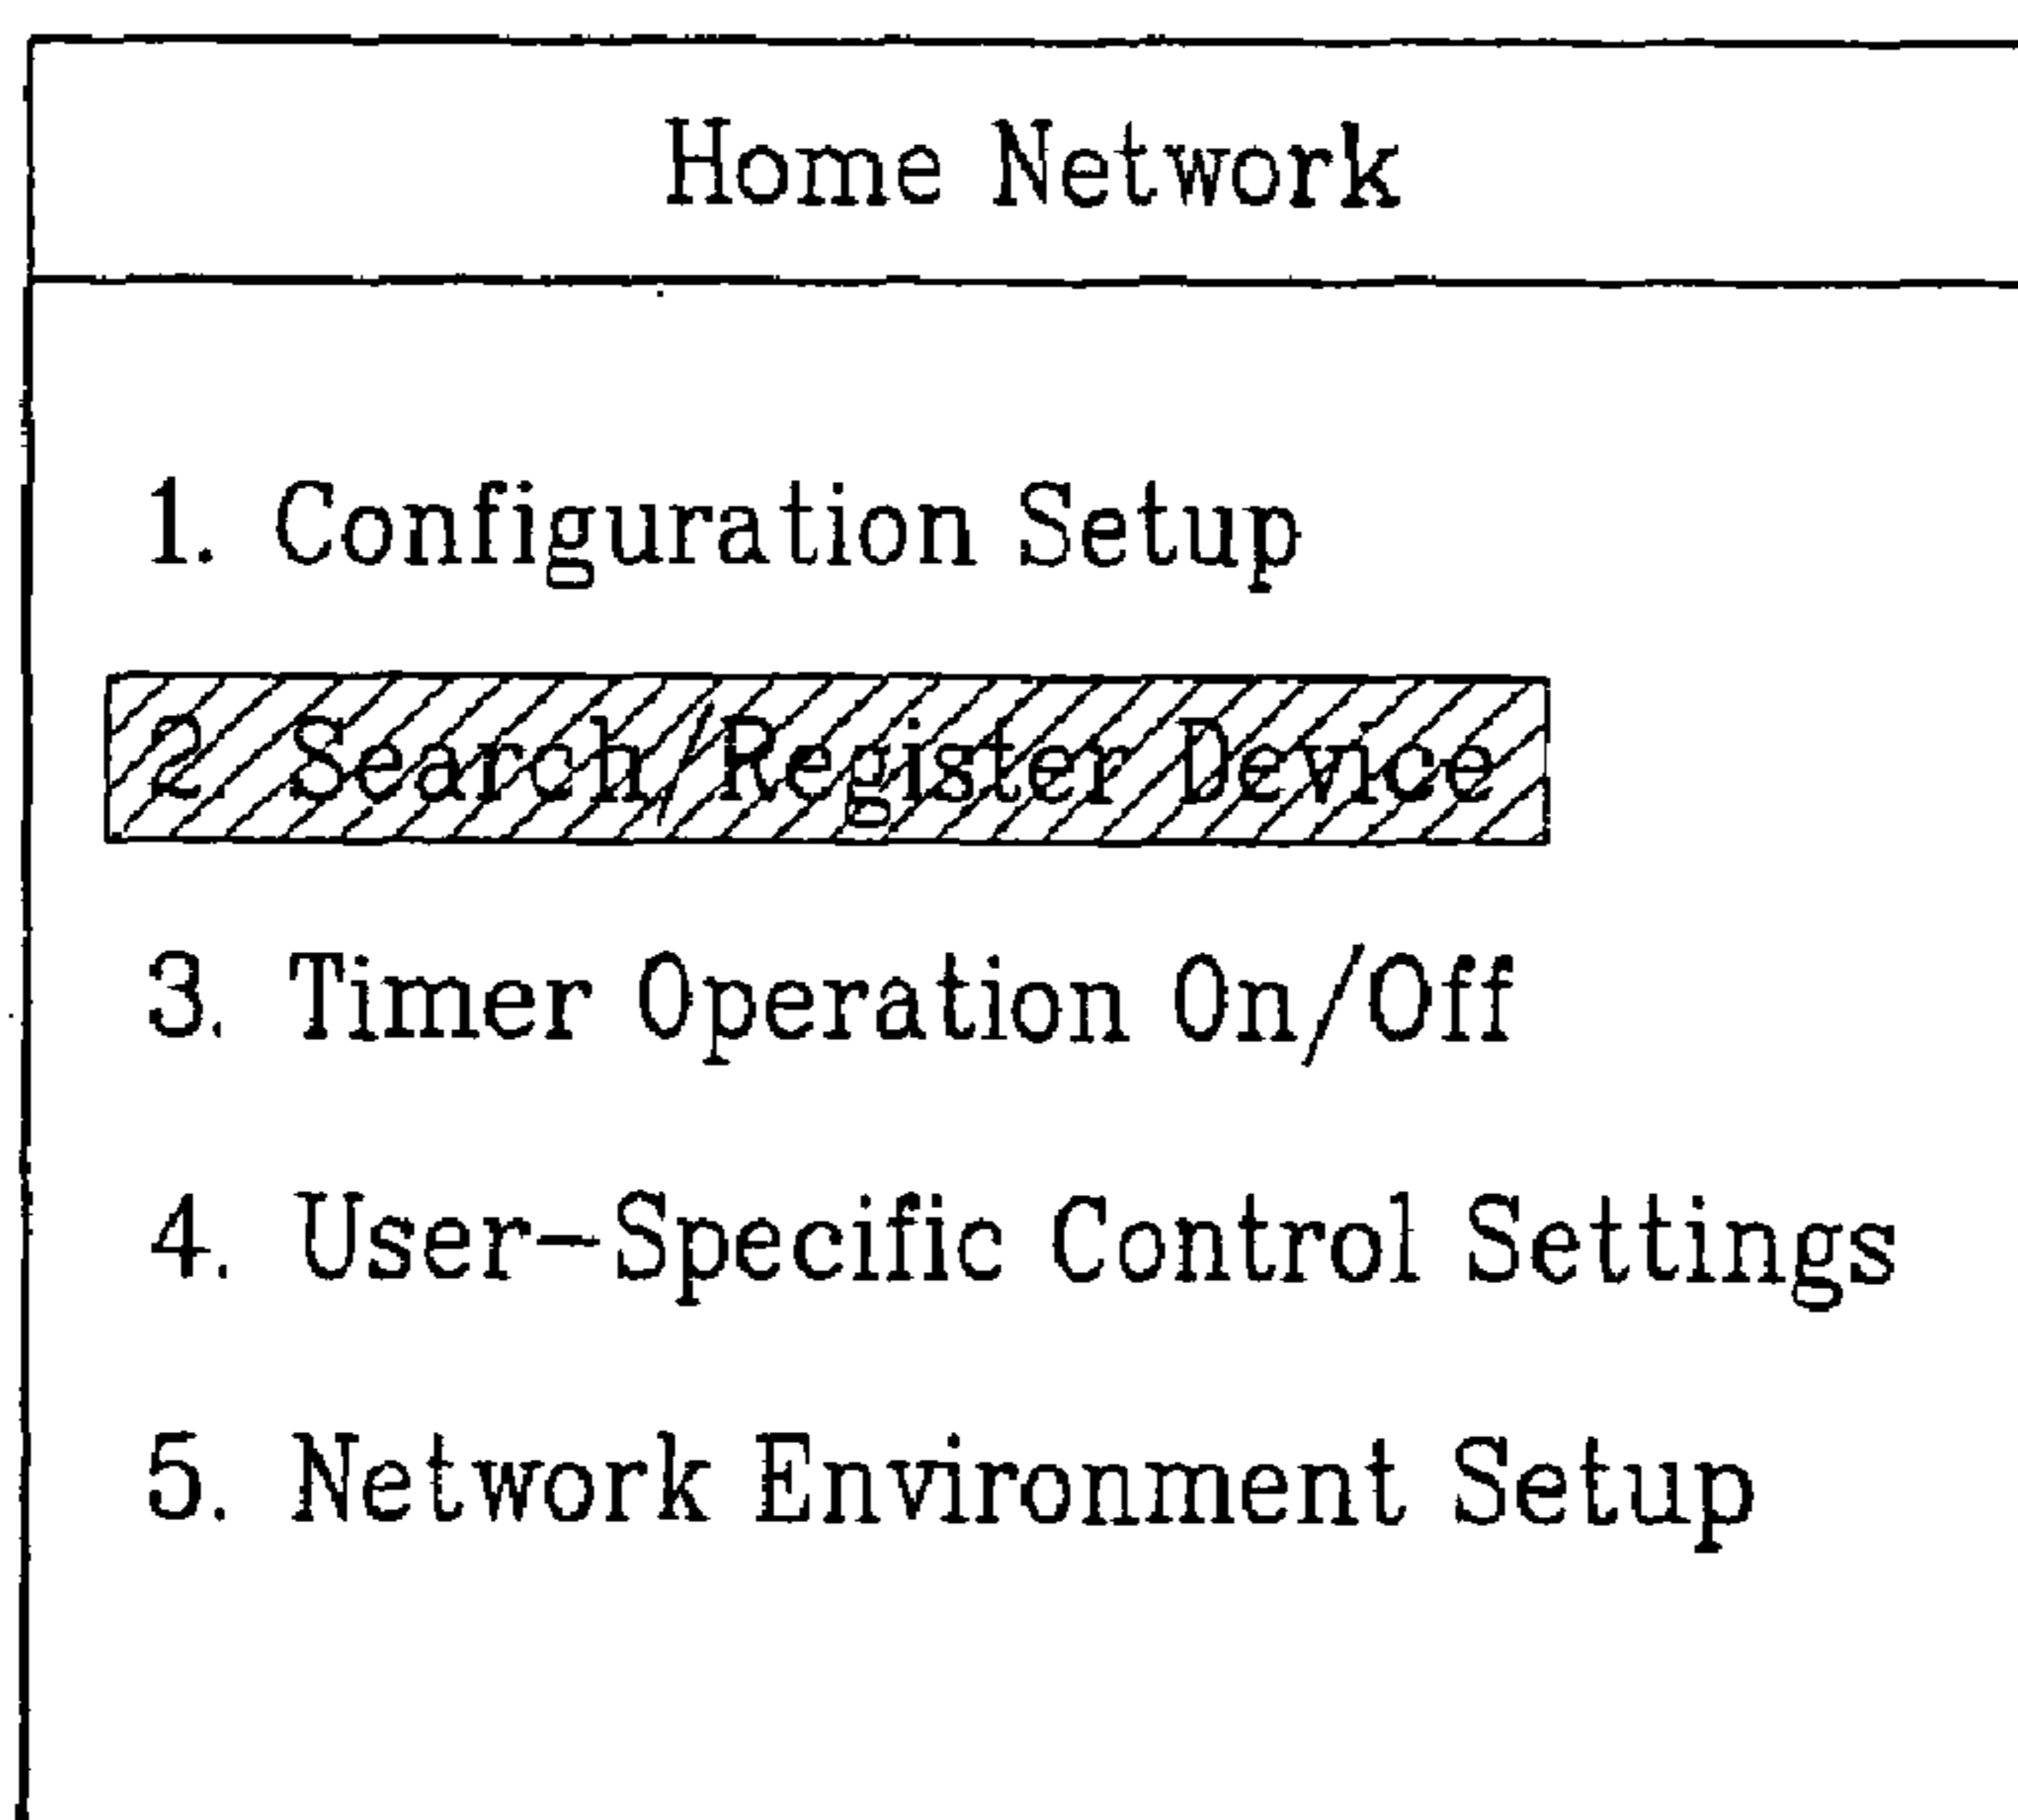 Home Network
1. Configuration Setup
2 Search/Register Device
3. Timer Operation On/Off
4. User-Specific Control Settings
5. Network Environment Setup